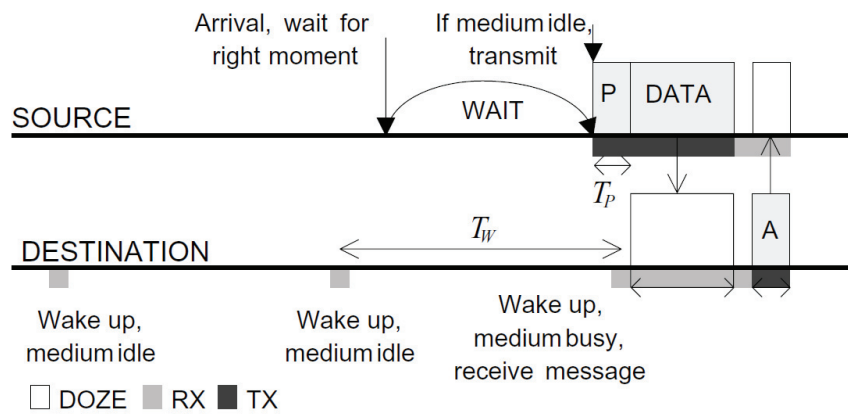 Arrival, wait for
right moment
If medium idle,
transmit
P
DATA
WAIT
SOURCE
T_P
T_W
DESTINATION
A
Wake up,
medium idle
Wake up,
medium idle
Wake up,
medium busy,
receive message
DOZE
RX
TX